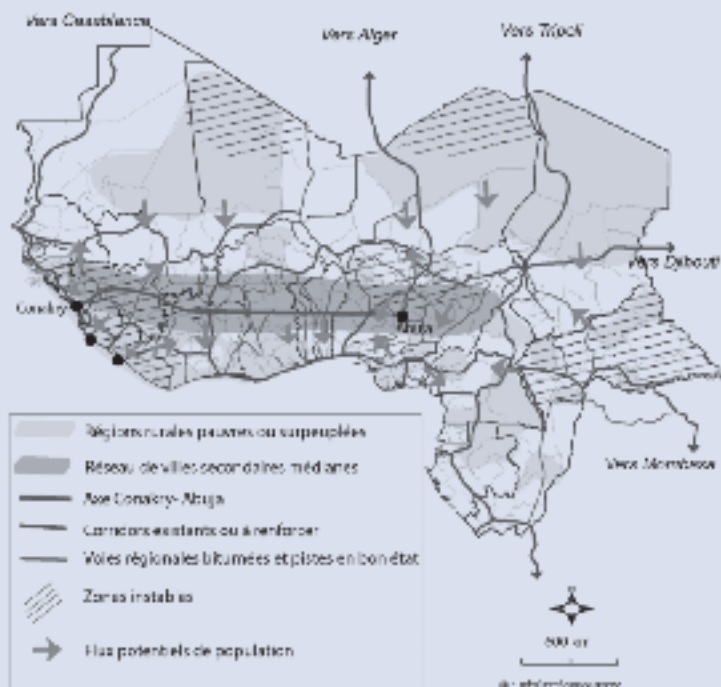 Vers Casablanca
Vers Alger
Vers Tripoli
Vers Djibouti
Conakry
Abuja
Vers Mombasa
Régions rurales pauvres ou surpeuplées
Réseau de villes secondaires médianes
Axe Conakry- Abuja
Corridors existants ou à renforcer
Voies régionales bitumées et pistes en bon état
Zones instables
Flux potentiels de population